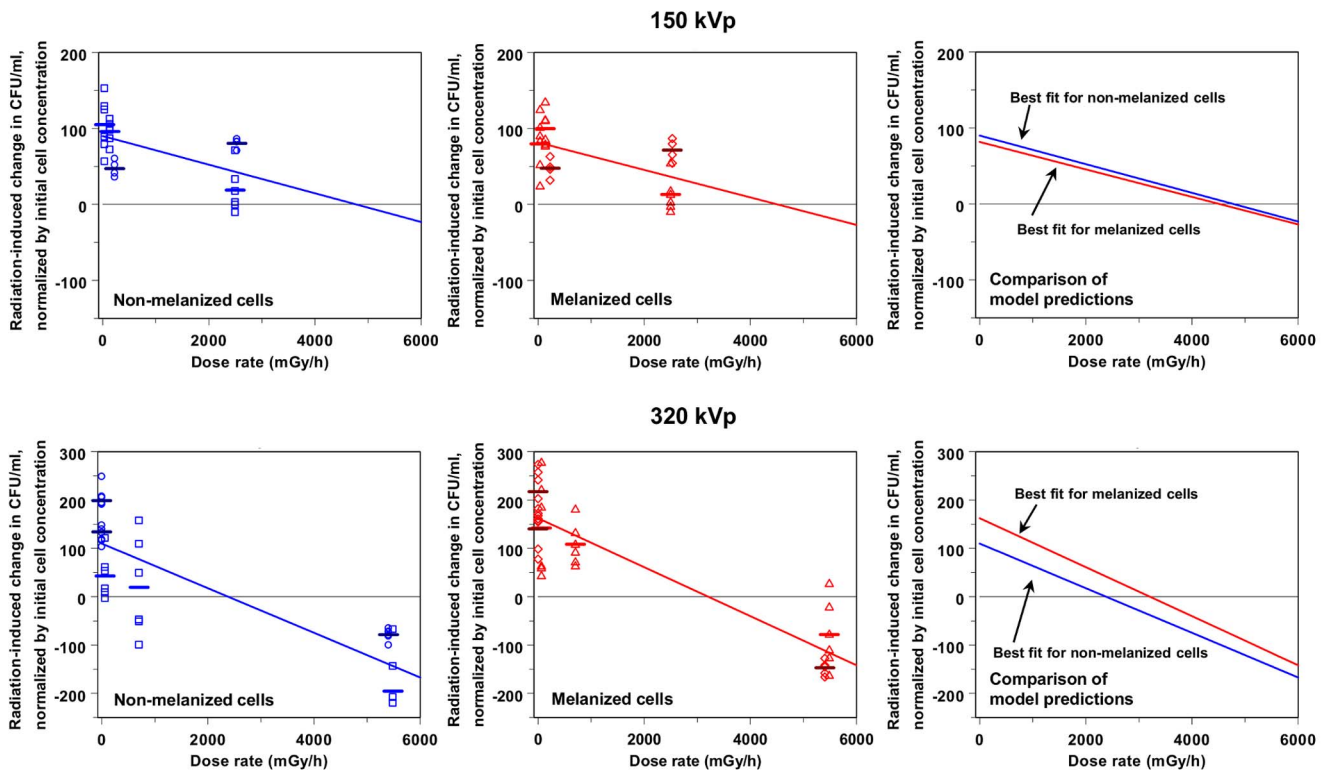 150 kVp
Radiation-induced change in CFU/ml,
normalized by initial cell concentration
200
100
0
-100
Non-melanized cells
0 2000 4000 6000
Dose rate (mGy/h)
Radiation-induced change in CFU/ml,
normalized by initial cell concentration
200
100
0
-100
Melanized cells
0 2000 4000 6000
Dose rate (mGy/h)
Radiation-induced change in CFU/ml,
normalized by initial cell concentration
200
100
0
-100
Best fit for non-melanized cells
Best fit for melanized cells
Comparison of
model predictions
0 2000 4000 6000
Dose rate (mGy/h)
320 kVp
Radiation-induced change in CFU/ml,
normalized by initial cell concentration
300
200
100
0
-100
-200
Non-melanized cells
0 2000 4000 6000
Dose rate (mGy/h)
Radiation-induced change in CFU/ml,
normalized by initial cell concentration
300
200
100
0
-100
-200
Melanized cells
0 2000 4000 6000
Dose rate (mGy/h)
Radiation-induced change in CFU/ml,
normalized by initial cell concentration
300
200
100
0
-100
-200
Best fit for melanized cells
Best fit for non-melanized cells
Comparison of
model predictions
0 2000 4000 6000
Dose rate (mGy/h)